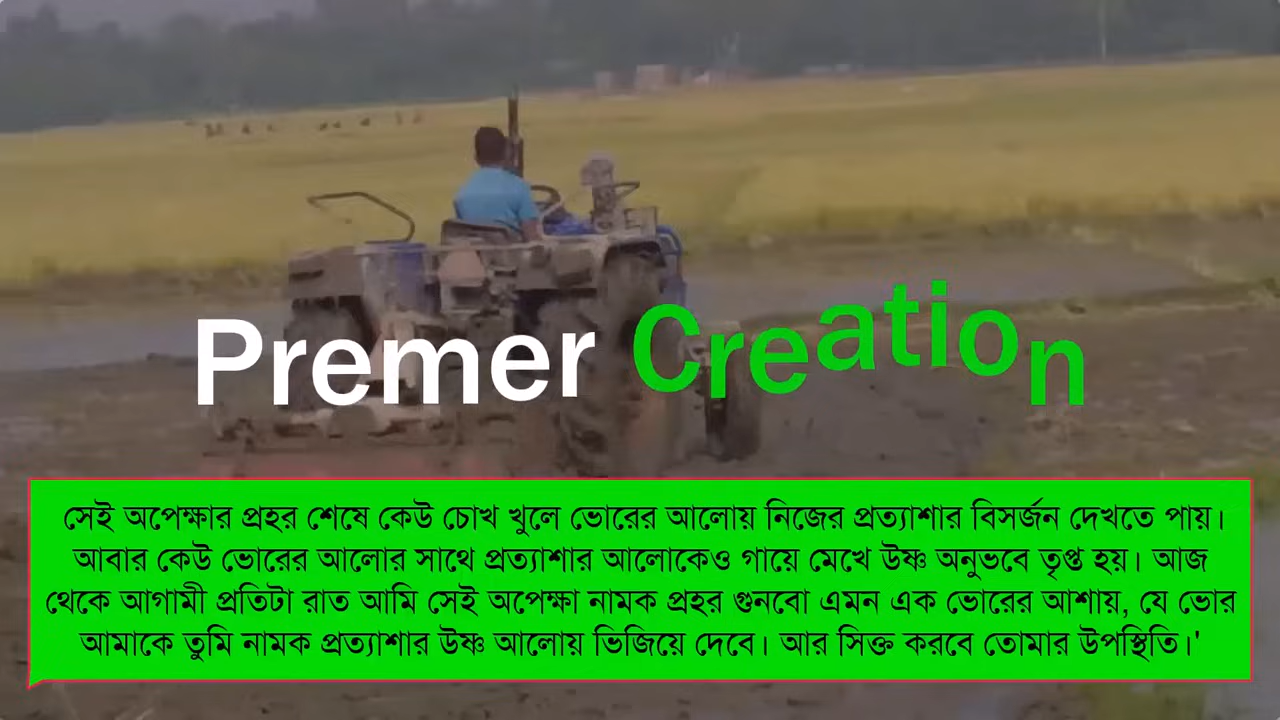 Premer Creation
সেই অপেক্ষার প্রহর শেষে কেউ চোখ খুলে ভোরের আলোয় নিজের প্রত্যাশার বিসর্জন দেখতে পায়।
আবার কেউ ভোরের আলোর সাথে প্রত্যাশার আলোকেও গায়ে মেখে উষ্ণ অনুভবে তৃপ্ত হয়। আজ
থেকে আগামী প্রতিটা রাত আমি সেই অপেক্ষা নামক প্রহর গুনবো এমন এক ভোরের আশায়, যে ভোর
আমাকে তুমি নামক প্রত্যাশার উষ্ণ আলোয় ভিজিয়ে দেবে। আর সিক্ত করবে তোমার উপস্থিতি।'